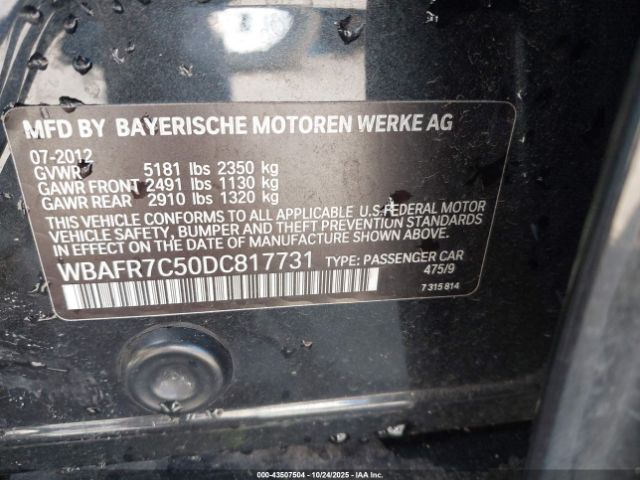 MFD BY BAYERISCHE MOTOREN WERKE AG
07-2012
GVWR 5181 lbs 2350 kg
GAWR FRONT 2491 lbs 1130 kg
GAWR REAR 2910 lbs 1320 kg
THIS VEHICLE CONFORMS TO ALL APPLICABLE U.S.FEDERAL MOTOR
VEHICLE SAFETY, BUMPER AND THEFT PREVENTION STANDARDS
IN EFFECT ON THE DATE OF MANUFACTURE SHOWN ABOVE.
WBAFR7C50DC817731 TYPE: PASSENGER CAR
475/9
7 315 814
000-43507504 - 10/24/2025 - IAA Inc.